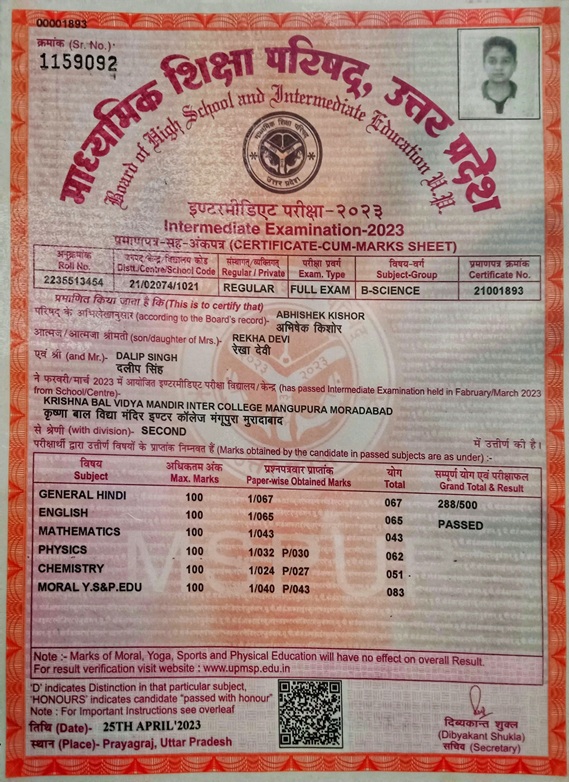 00001893
क्रमांक (Sr. No.)
1159092
माध्यमिक शिक्षा परिषद्, उत्तर प्रदेश
Board of High School and Intermediate Education U.P.
माध्यमिक शिक्षा परिषद
उत्तर प्रदेश
इण्टरमीडिएट परीक्षा-२०२३
Intermediate Examination-2023
प्रमाणपत्र-सह-अंकपत्र (CERTIFICATE-CUM-MARKS SHEET)
अनुक्रमांक जनपद/केन्द्र/विद्यालय कोड संस्थागत/व्यक्तिगत परीक्षा प्रवर्ग विषय-वर्ग प्रमाणपत्र क्रमांक
Roll No. Distt./Centre/School Code Regular / Private Exam. Type Subject-Group Certificate No.
2235513454 21/02074/1021 REGULAR FULL EXAM B-SCIENCE 21001893
प्रमाणित किया जाता है कि(This is to certify that)
परिषद् के अभिलेखानुसार (according to the Board's record)- ABHISHEK KISHOR
अभिषेक किशोर
आत्मज/आत्मजा श्रीमती (son/daughter of Mrs.)- REKHA DEVI
रेखा देवी
एवं श्री (and Mr.)- DALIP SINGH
दलीप सिंह
ने फरवरी/मार्च 2023 में आयोजित इण्टरमीडिएट परीक्षा विद्यालय/केन्द्र (has passed Intermediate Examination held in Fabruary/March 2023
from School/Centre)-
KRISHNA BAL VIDYA MANDIR INTER COLLEGE MANGUPURA MORADABAD
कृष्णा बाल विद्या मंदिर इण्टर कॉलेज मंगूपुरा मुरादाबाद
से श्रेणी (with division)- SECOND में उत्तीर्ण की है।
परीक्षार्थी द्वारा उत्तीर्ण विषयों के प्राप्तांक निम्नवत हैं (Marks obtained by the candidate in passed subjects are as under) :-
विषय अधिकतम अंक प्रश्नपत्रवार प्राप्तांक योग सम्पूर्ण योग एवं परीक्षाफल
Subject Max. Marks Paper-wise Obtained Marks Total Grand Total & Result
GENERAL HINDI 100 1/067 067 288/500
ENGLISH 100 1/065 065 PASSED
MATHEMATICS 100 1/043 043
PHYSICS 100 1/032 P/030 062
CHEMISTRY 100 1/024 P/027 051
MORAL Y.S&P.EDU 100 1/040 P/043 083
MSPUP
Note :- Marks of Moral, Yoga, Sports and Physical Education will have no effect on overall Result.
For result verification visit website : www.upmsp.edu.in
'D' indicates Distinction in that particular subject,
'HONOURS' indicates candidate "passed with honour"
Note : For Important Instructions see overleaf
तिथि (Date)- 25TH APRIL'2023
स्थान (Place)- Prayagraj, Uttar Pradesh
दिब्यकान्त शुक्ल
(Dibyakant Shukla)
सचिव (Secretary)